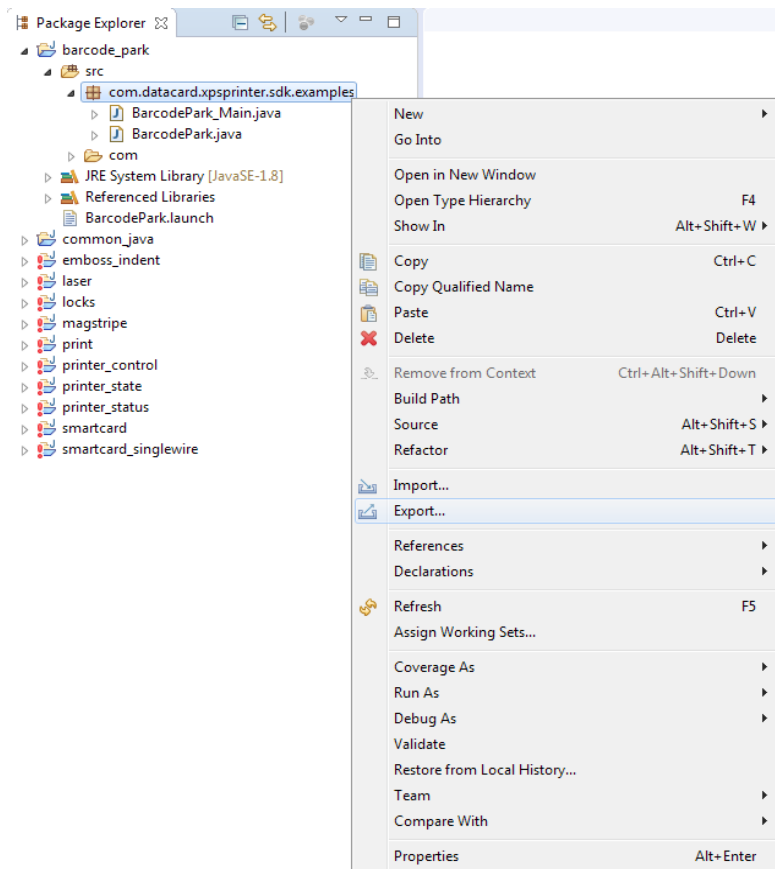 Package Explorer
barcode_park
src
com.datacard.xpsprinter.sdk.examples
BarcodePark_Main.java
BarcodePark.java
com
JRE System Library [JavaSE-1.8]
Referenced Libraries
BarcodePark.launch
common_java
emboss_indent
laser
locks
magstripe
print
printer_control
printer_state
printer_status
smartcard
smartcard_singlewire
New
Go Into
Open in New Window
Open Type Hierarchy F4
Show In Alt+Shift+W
Copy Ctrl+C
Copy Qualified Name
Paste Ctrl+V
Delete Delete
Remove from Context Ctrl+Alt+Shift+Down
Build Path
Source Alt+Shift+S
Refactor Alt+Shift+T
Import...
Export...
References
Declarations
Refresh F5
Assign Working Sets...
Coverage As
Run As
Debug As
Validate
Restore from Local History...
Team
Compare With
Properties Alt+Enter